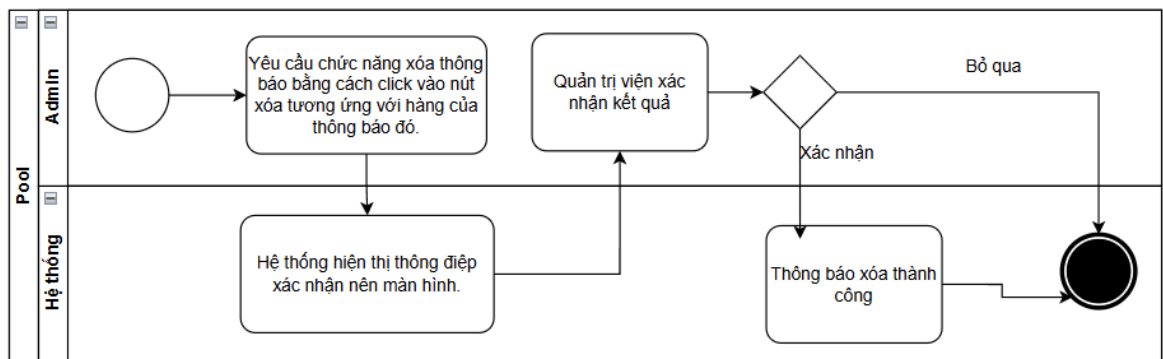 Pool
AdmIn
Yêu cầu chức năng xóa thông
báo bằng cách click vào nút
xóa tương ứng với hàng của
thông báo đó.
Quản trị viện xác
nhận kết quả
Bỏ qua
Xác nhận
Hệ thống
Hệ thống hiện thị thông điệp
xác nhận nên màn hình.
Thông báo xóa thành
công